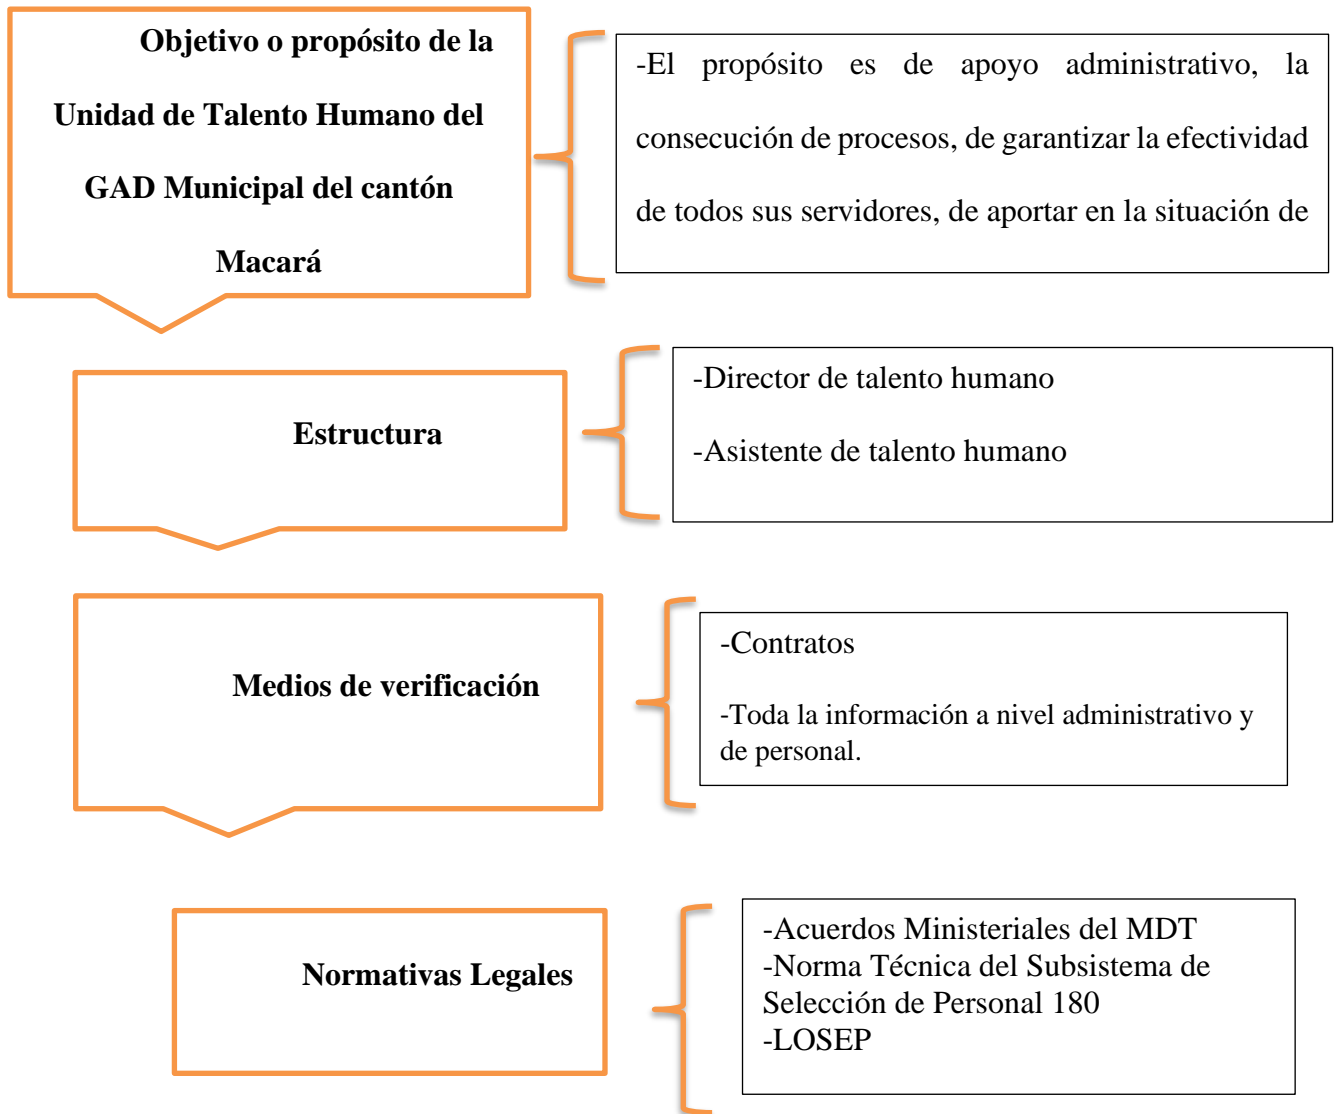 Objetivo o propósito de la
Unidad de Talento Humano del
GAD Municipal del cantón
Macará
-El propósito es de apoyo administrativo, la
consecución de procesos, de garantizar la efectividad
de todos sus servidores, de aportar en la situación de
Estructura
-Director de talento humano
-Asistente de talento humano
Medios de verificación
-Contratos
-Toda la información a nivel administrativo y
de personal.
Normativas Legales
-Acuerdos Ministeriales del MDT
-Norma Técnica del Subsistema de
Selección de Personal 180
-LOSEP